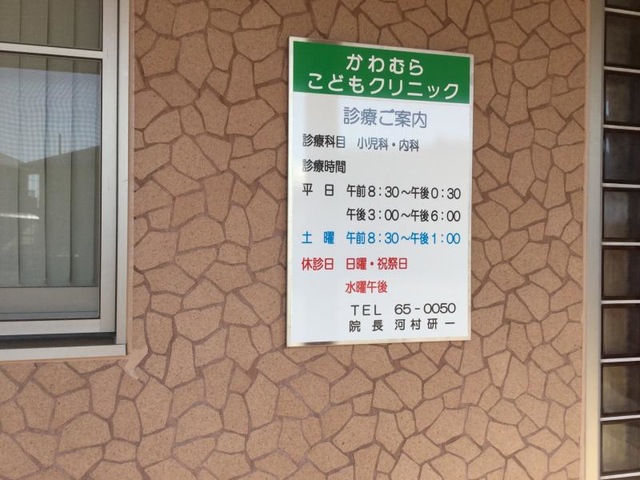 かわむら
こどもクリニック
診療ご案内
診療科目 小児科・内科
診療時間
平 日 午前8:30～午後0:30
午後3:00～午後6:00
土 曜 午前8:30～午後1:00
休診日 日曜・祝祭日
水曜午後
TEL 65-0050
院 長 河村研一